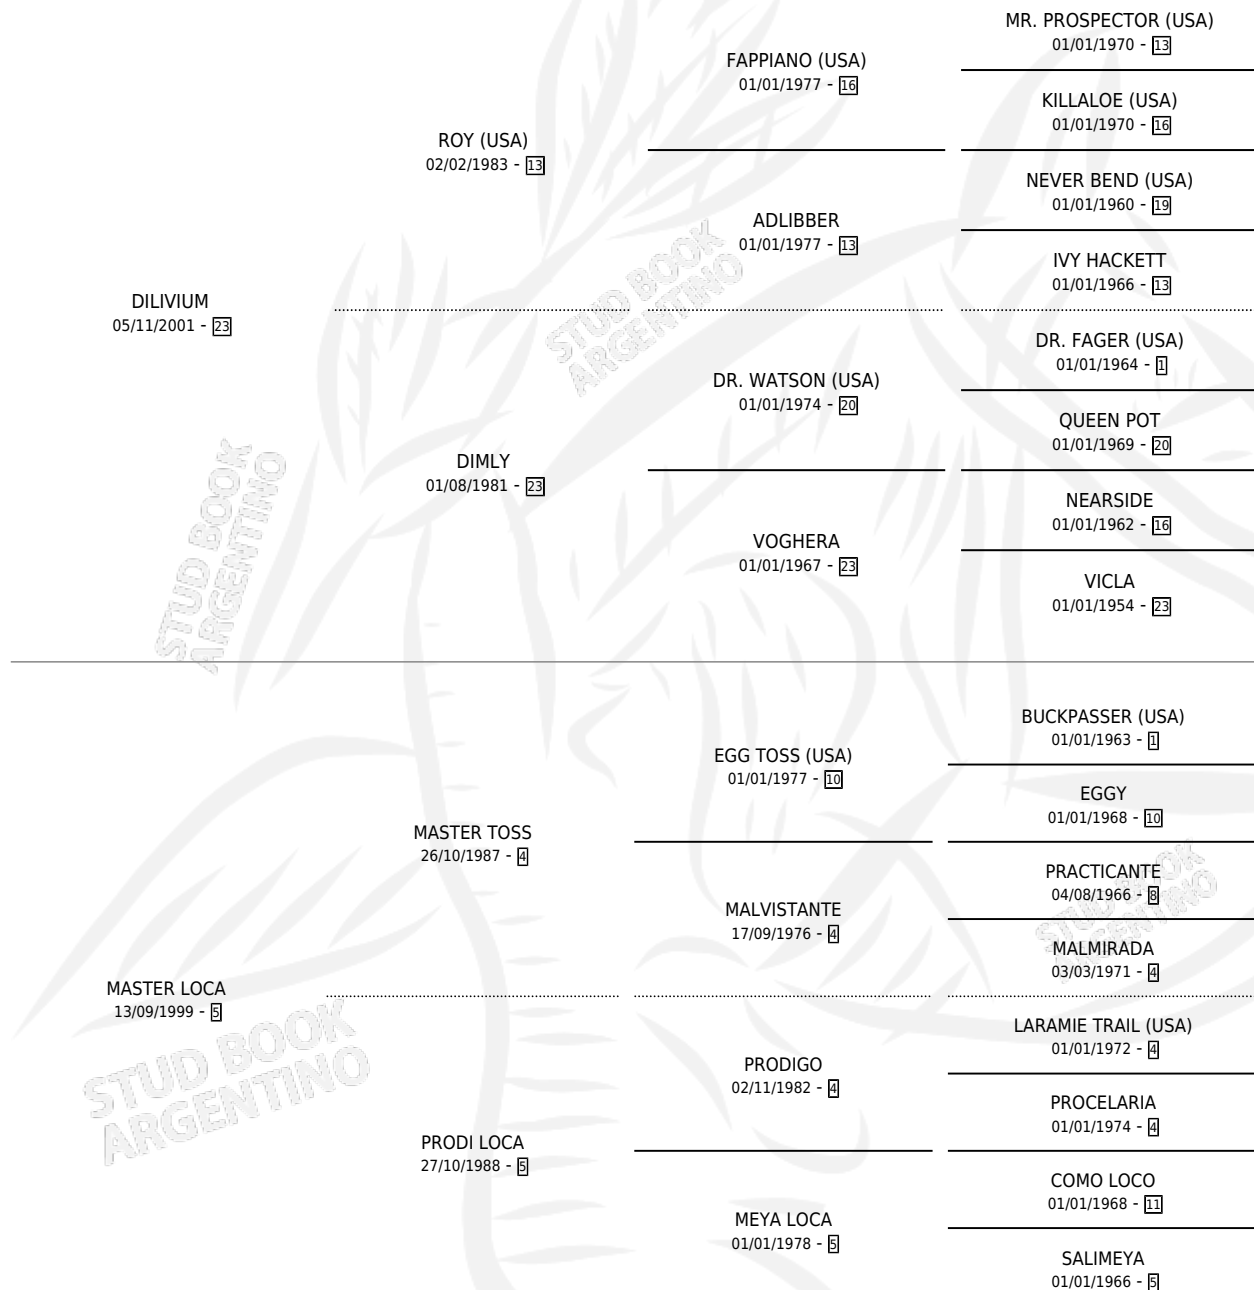 MR. PROSPECTOR (USA)
01/01/1970 - 13
FAPPIANO (USA)
01/01/1977 - 16
KILLALOE (USA)
01/01/1970 - 16
ROY (USA)
02/02/1983 - 13
NEVER BEND (USA)
01/01/1960 - 19
ADLIBBER
01/01/1977 - 13
IVY HACKETT
01/01/1966 - 13
DILIVIUM
05/11/2001 - 23
DR. FAGER (USA)
01/01/1964 - 1
DR. WATSON (USA)
01/01/1974 - 20
QUEEN POT
01/01/1969 - 20
DIMLY
01/08/1981 - 23
NEARSIDE
01/01/1962 - 16
VOGHERA
01/01/1967 - 23
VICLA
01/01/1954 - 23
STUD BOOK
ARGENTINO
STUD BOOK
ARGENTINO
BUCKPASSER (USA)
01/01/1963 - 1
EGG TOSS (USA)
01/01/1977 - 10
EGGY
01/01/1968 - 10
MASTER TOSS
26/10/1987 - 4
PRACTICANTE
04/08/1966 - 8
MALVISTANTE
17/09/1976 - 4
MALMIRADA
03/03/1971 - 4
MASTER LOCA
13/09/1999 - 5
LARAMIE TRAIL (USA)
01/01/1972 - 4
PRODIGO
02/11/1982 - 4
PROCELARIA
01/01/1974 - 4
PRODI LOCA
27/10/1988 - 5
COMO LOCO
01/01/1968 - 11
MEYA LOCA
01/01/1978 - 5
SALIMEYA
01/01/1966 - 5
STUD BOOK
ARGENTINO
STUD BOOK
ARGENTINO